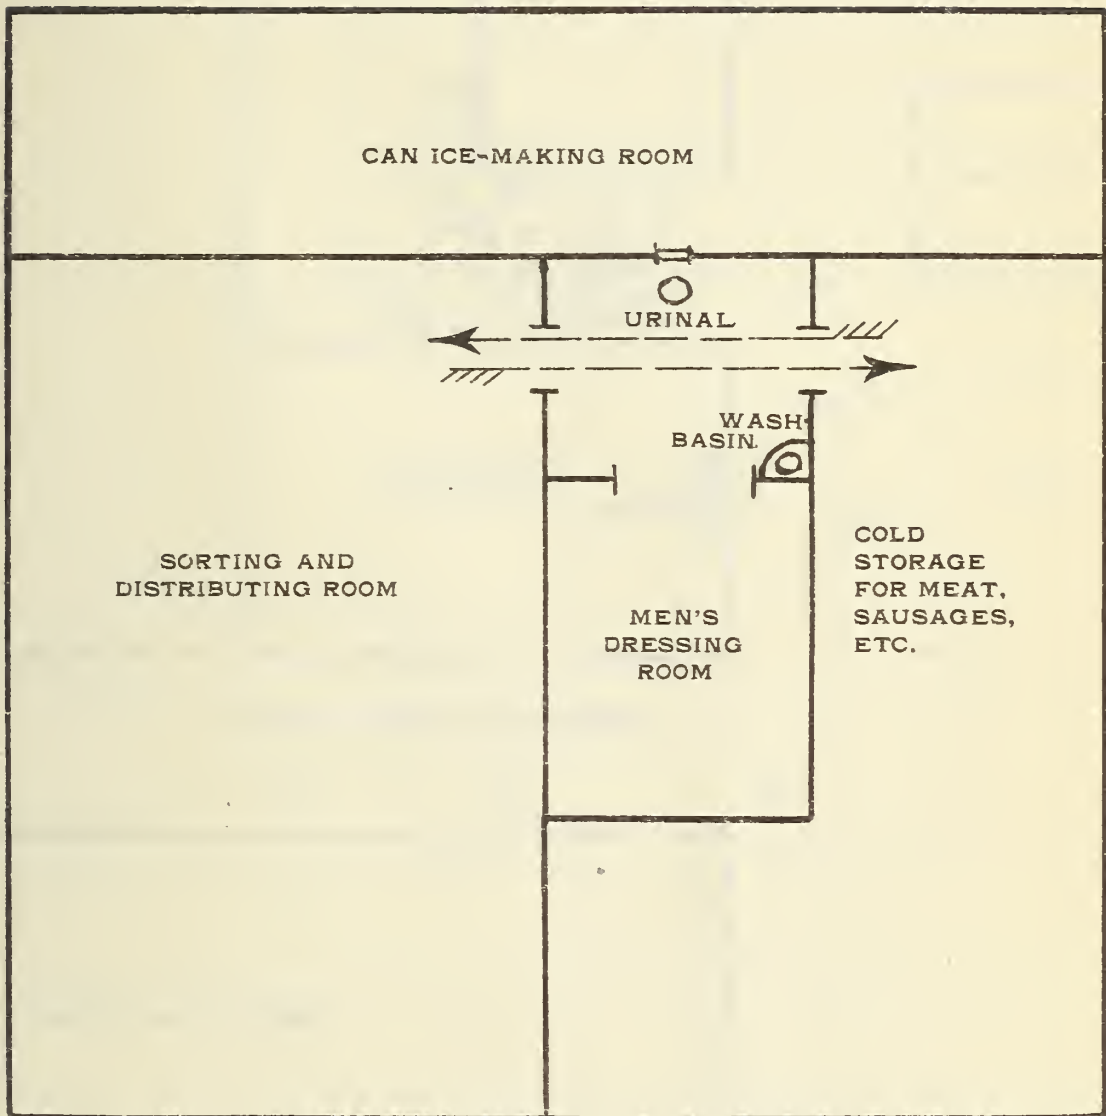 CAN ICE-MAKING ROOM
URINAL
WASH
BASIN.
SORTING AND
DISTRIBUTING ROOM
MEN'S
DRESSING
ROOM
COLD
STORAGE
FOR MEAT,
SAUSAGES,
ETC.